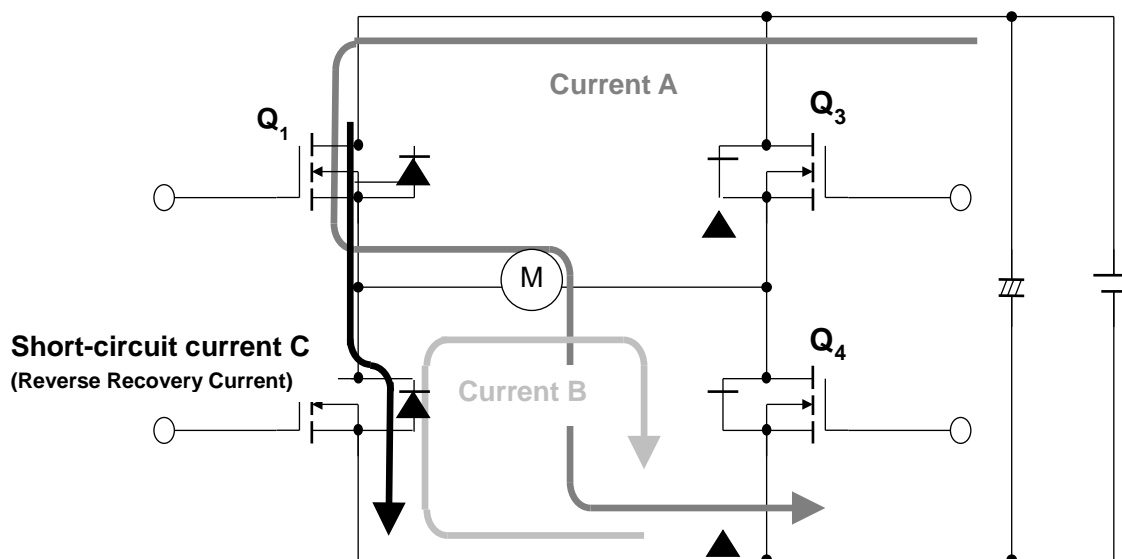 Current A
Q1
Q3
M
Short-circuit current C
(Reverse Recovery Current)
Q4
Current B